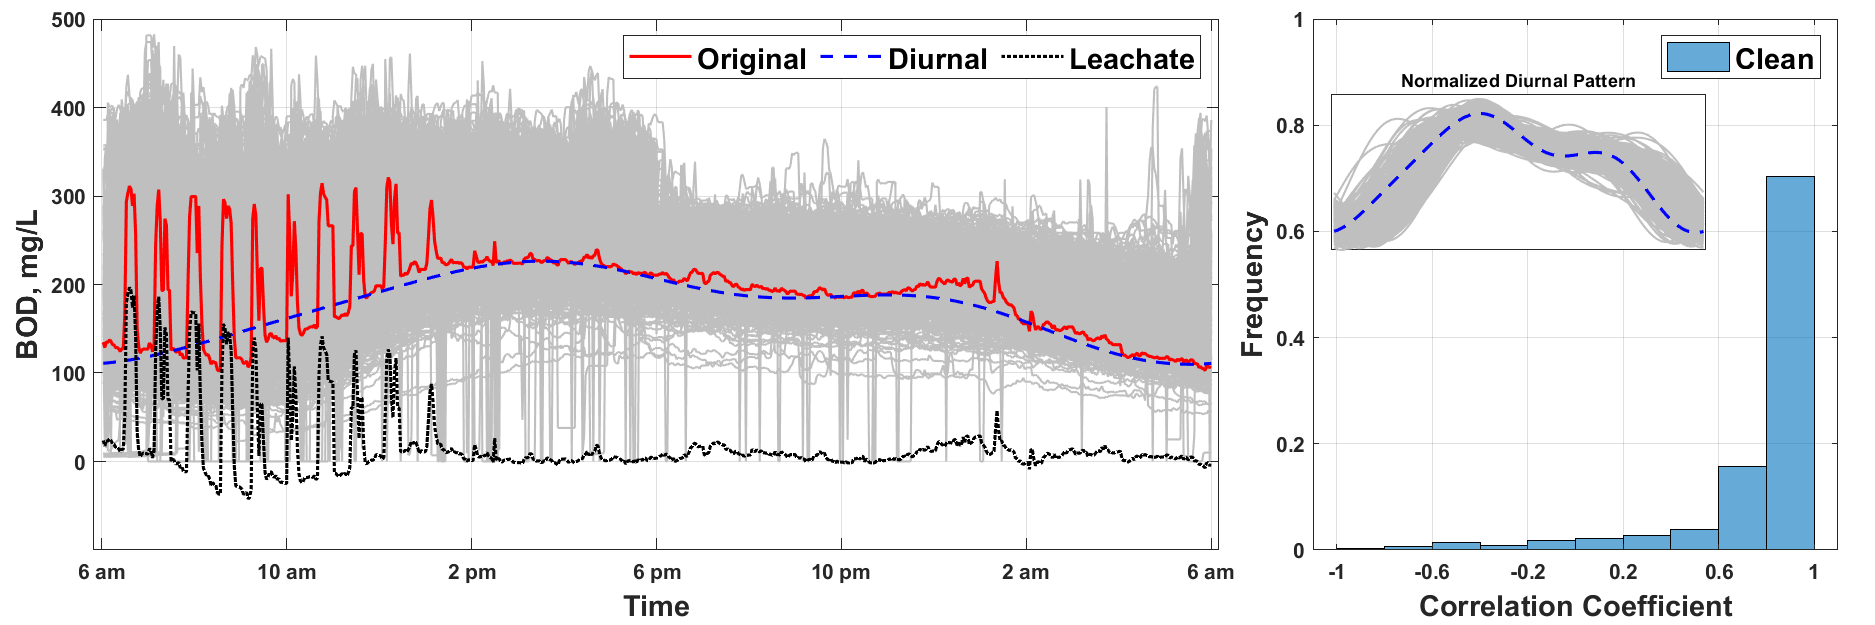 500
400
300
200
100
0
BOD, mg/L
Original
Diurnal
Leachate
6 am
10 am
2 pm
6 pm
10 pm
2 am
6 am
Time
1
0.8
0.6
0.4
0.2
0
Frequency
Clean
Normalized Diurnal Pattern
-1
-0.6
-0.2
0.2
0.6
1
Correlation Coefficient